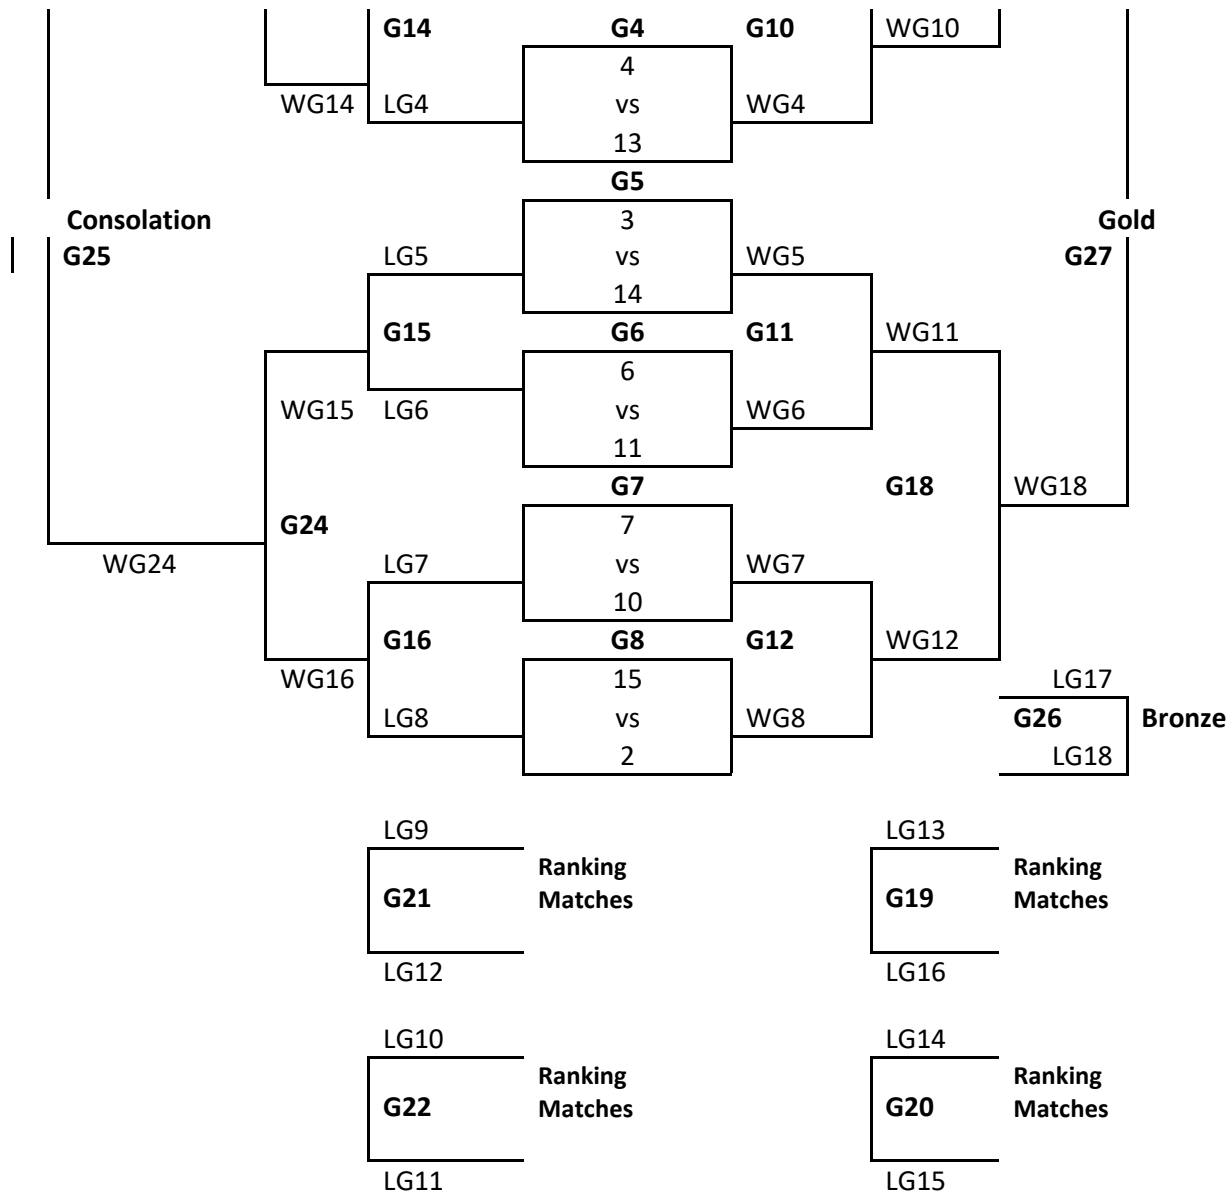 G14 G4 G10 WG10
4
WG14 LG4 vs WG4
13
G5
Consolation 3 Gold
G25 LG5 vs WG5 G27
14
G15 G6 G11 WG11
6
WG15 LG6 vs WG6
11
G7 G18 WG18
G24 7
WG24 LG7 vs WG7
10
G16 G8 G12 WG12
WG16 15 LG17
LG8 vs WG8 G26 Bronze
2 LG18
LG9 LG13
Ranking Ranking
G21 Matches G19 Matches
LG12 LG16
LG10 LG14
Ranking Ranking
G22 Matches G20 Matches
LG11 LG15